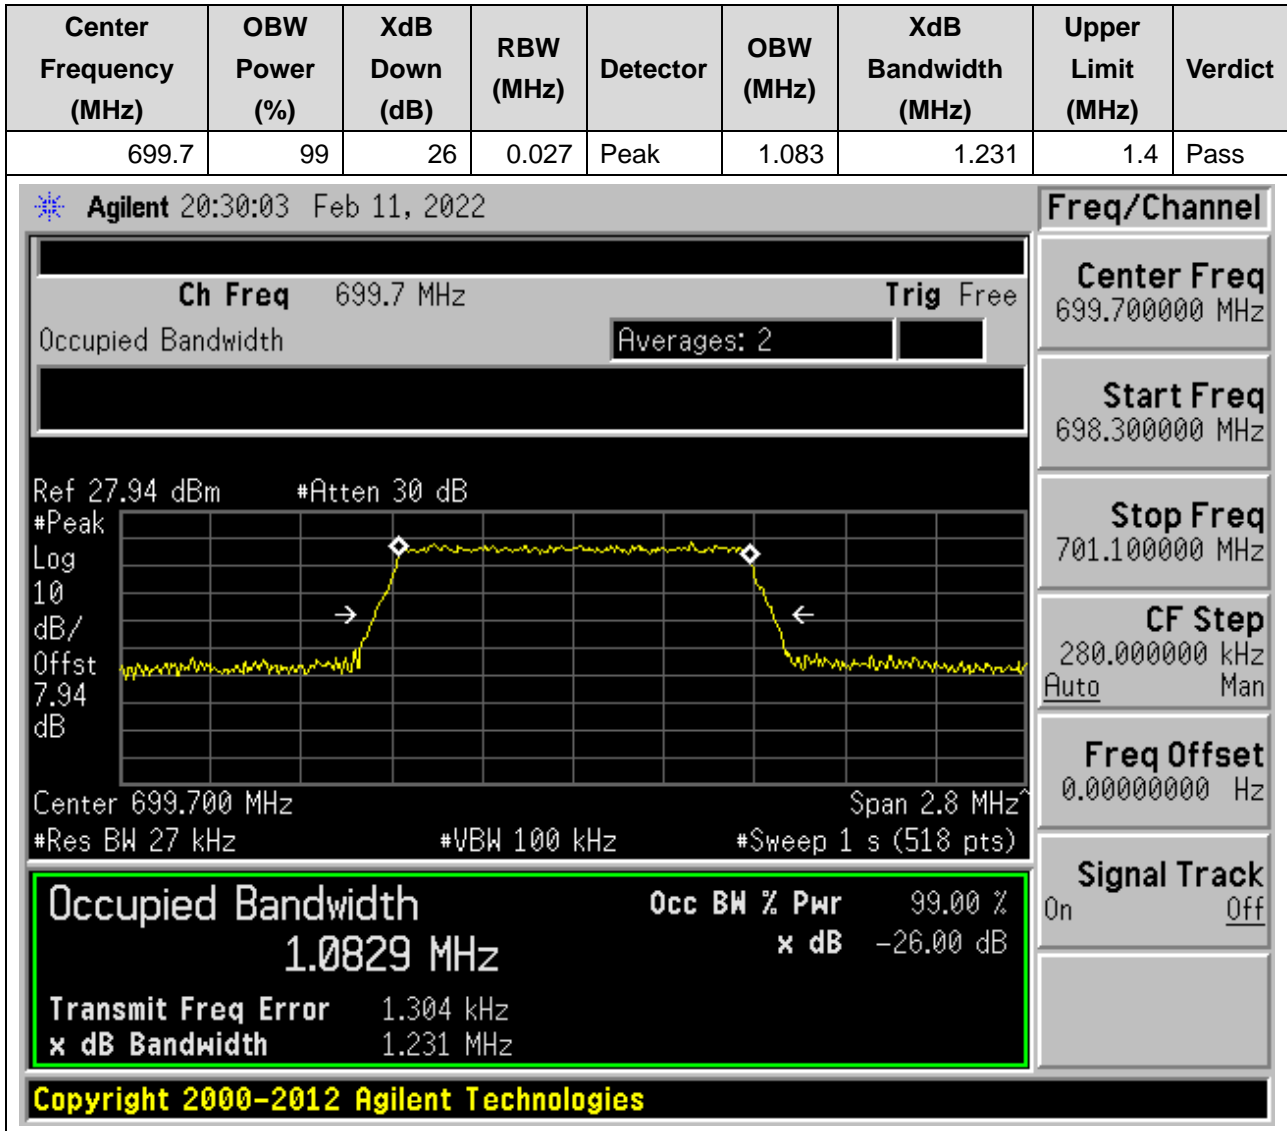 Center Frequency (MHz) OBW Power (%) XdB Down (dB) RBW (MHz) Detector OBW (MHz) XdB Bandwidth (MHz) Upper Limit (MHz) Verdict
699.7 99 26 0.027 Peak 1.083 1.231 1.4 Pass
Agilent 20:30:03 Feb 11, 2022
Freq/Channel
Ch Freq 699.7 MHz Trig Free
Occupied Bandwidth Averages: 2
Center Freq
699.700000 MHz
Start Freq
698.300000 MHz
Stop Freq
701.100000 MHz
CF Step
280.000000 kHz
Auto Man
Freq Offset
0.00000000 Hz
Signal Track
On Off
Ref 27.94 dBm #Atten 30 dB
#Peak
Log
10
dB/
Offst
7.94
dB
Center 699.700 MHz Span 2.8 MHz^
#Res BW 27 kHz #VBW 100 kHz #Sweep 1 s (518 pts)
Occupied Bandwidth Occ BW % Pwr 99.00 %
1.0829 MHz x dB -26.00 dB
Transmit Freq Error 1.304 kHz
x dB Bandwidth 1.231 MHz
Copyright 2000-2012 Agilent Technologies